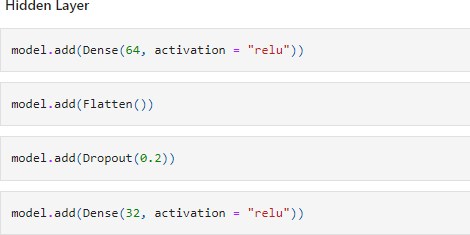 Hidden Layer
model.add(Dense(64, activation = "relu"))
model.add(Flatten())
model.add(Dropout(0.2))
model.add(Dense(32, activation = "relu"))